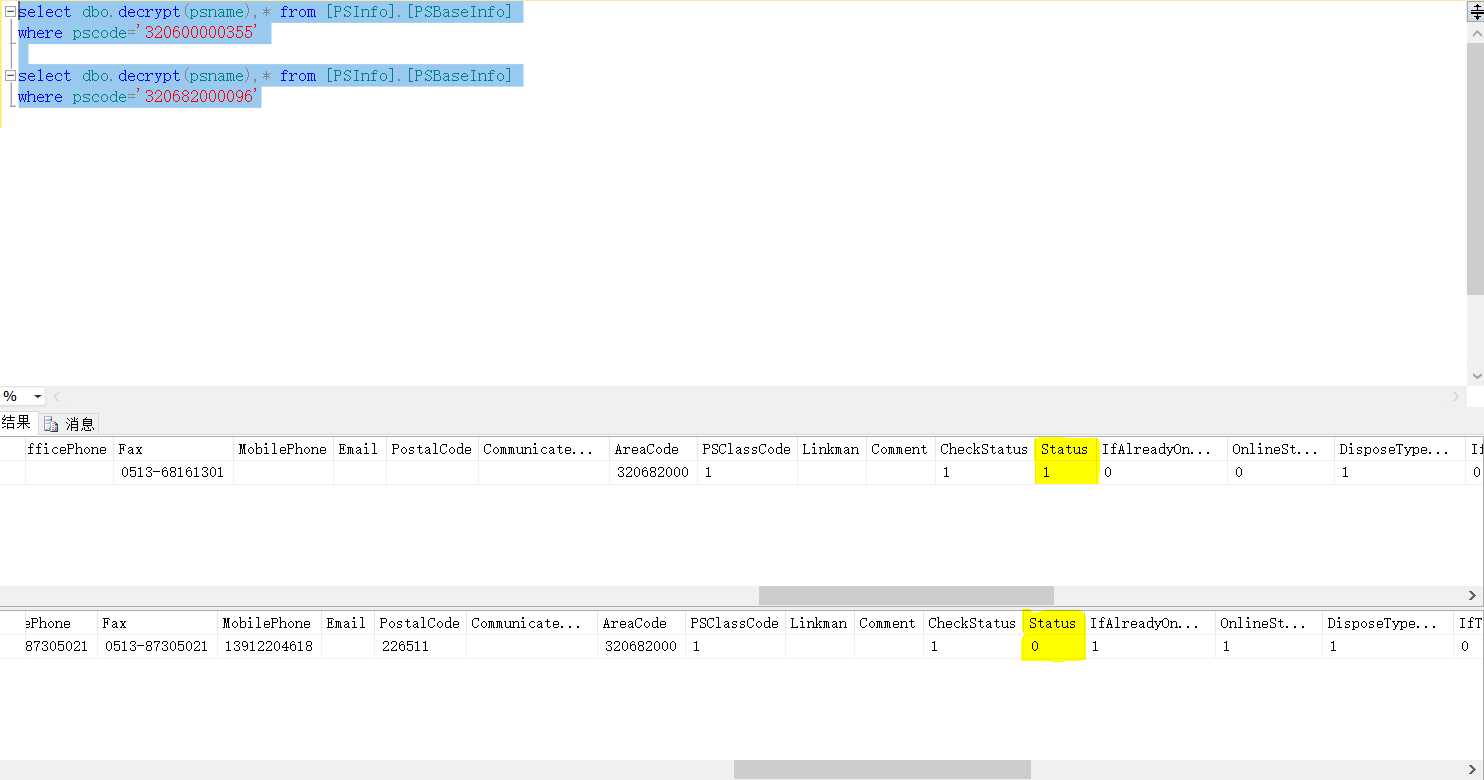 select dbo.decrypt(psname),* from [PSInfo].[PSBaseInfo]
where pscode='320600000355'
select dbo.decrypt(psname),* from [PSInfo].[PSBaseInfo]
where pscode='320682000096'
%
结果 消息
fficePhone Fax MobilePhone Email PostalCode Communicate... AreaCode PSClassCode Linkman Comment CheckStatus Status IfAlreadyOn... OnlineSt... DisposeType... If
0513-68161301 320682000 1 1 1 0 0 1 0
ePhone Fax MobilePhone Email PostalCode Communicate... AreaCode PSClassCode Linkman Comment CheckStatus Status IfAlreadyOn... OnlineSt... DisposeType... IfT
87305021 0513-87305021 13912204618 226511 320682000 1 1 0 1 1 1 0